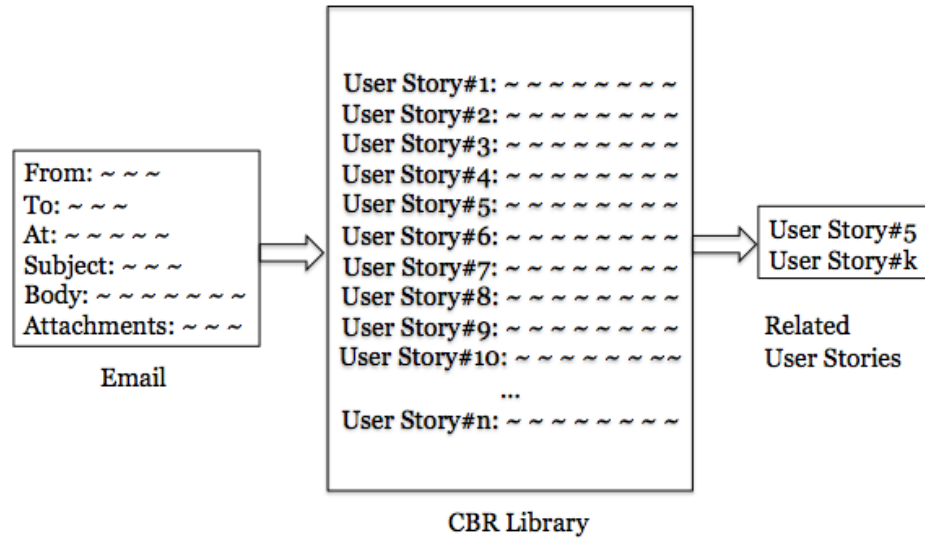 From: ~ ~ ~
To: ~ ~ ~
At: ~ ~ ~ ~ ~
Subject: ~ ~ ~
Body: ~ ~ ~ ~ ~ ~ ~
Attachments: ~ ~ ~
Email
User Story#1: ~ ~ ~ ~ ~ ~ ~ ~
User Story#2: ~ ~ ~ ~ ~ ~ ~ ~
User Story#3: ~ ~ ~ ~ ~ ~ ~ ~
User Story#4: ~ ~ ~ ~ ~ ~ ~ ~
User Story#5: ~ ~ ~ ~ ~ ~ ~ ~
User Story#6: ~ ~ ~ ~ ~ ~ ~ ~
User Story#7: ~ ~ ~ ~ ~ ~ ~ ~
User Story#8: ~ ~ ~ ~ ~ ~ ~ ~
User Story#9: ~ ~ ~ ~ ~ ~ ~ ~
User Story#10: ~ ~ ~ ~ ~ ~ ~ ~
...
User Story#n: ~ ~ ~ ~ ~ ~ ~ ~
CBR Library
User Story#5
User Story#k
Related
User Stories